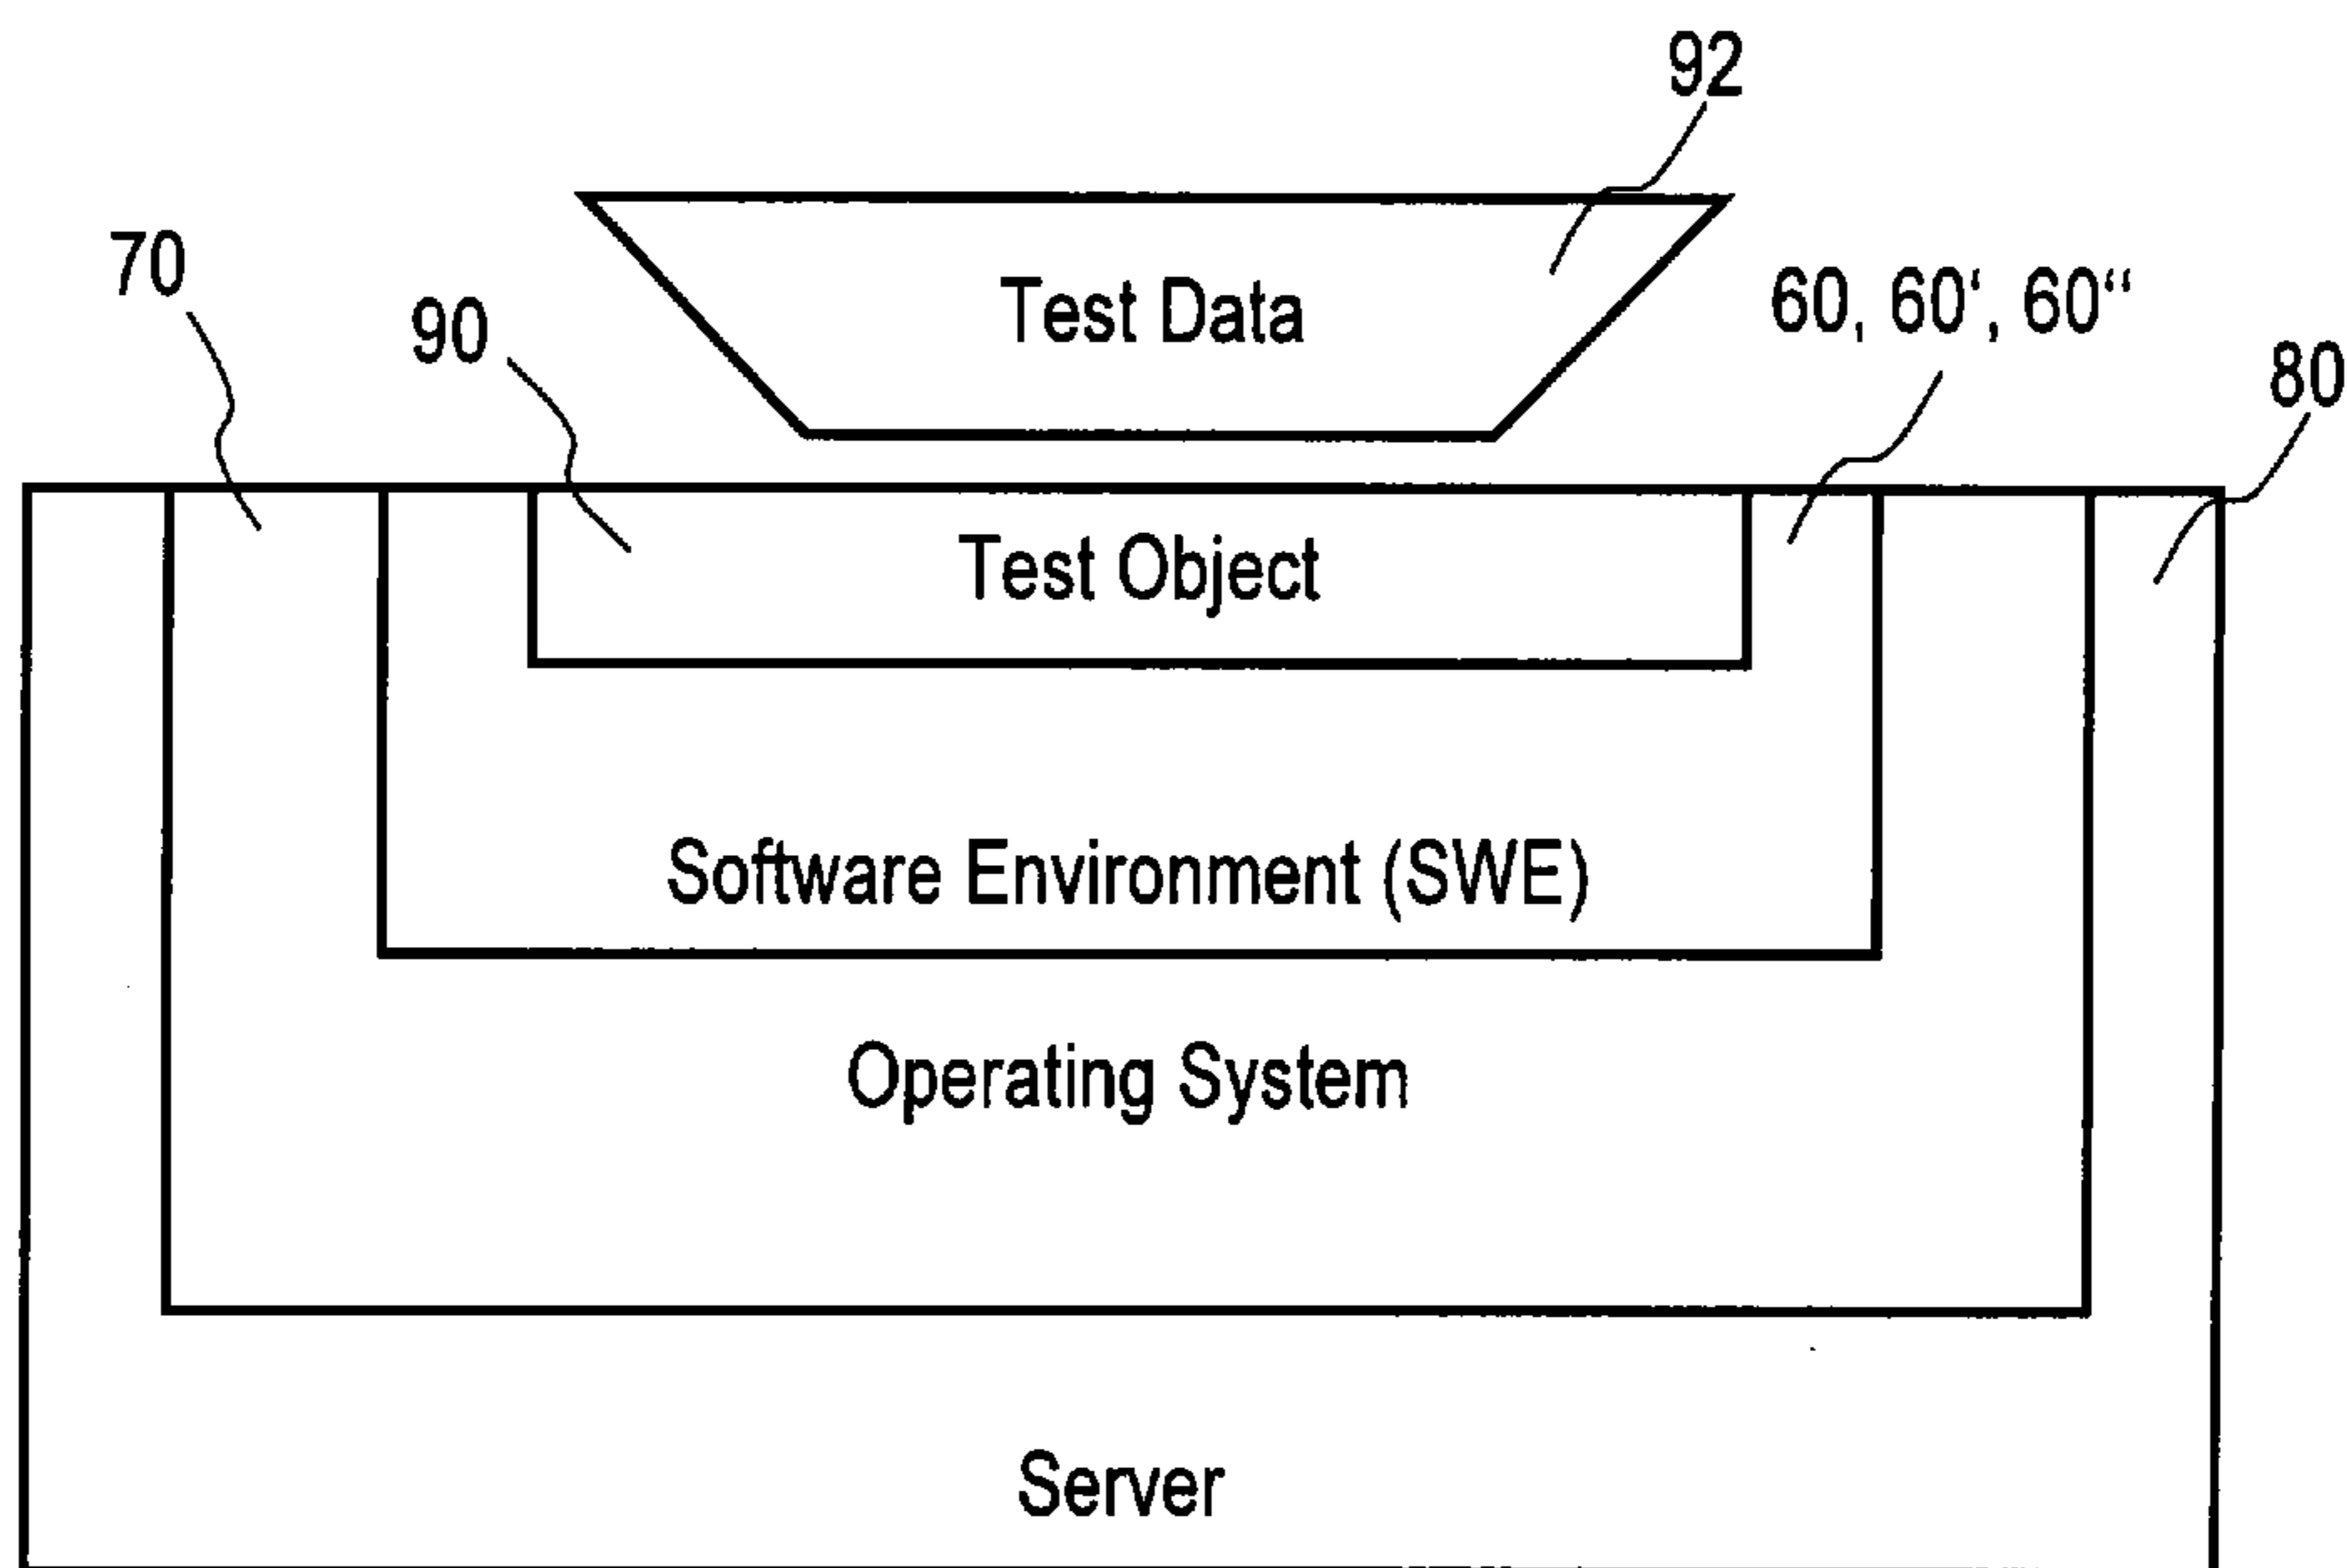 92
70
90
Test Data
60, 60‘, 60“
80
Test Object
Software Environment (SWE)
Operating System
Server